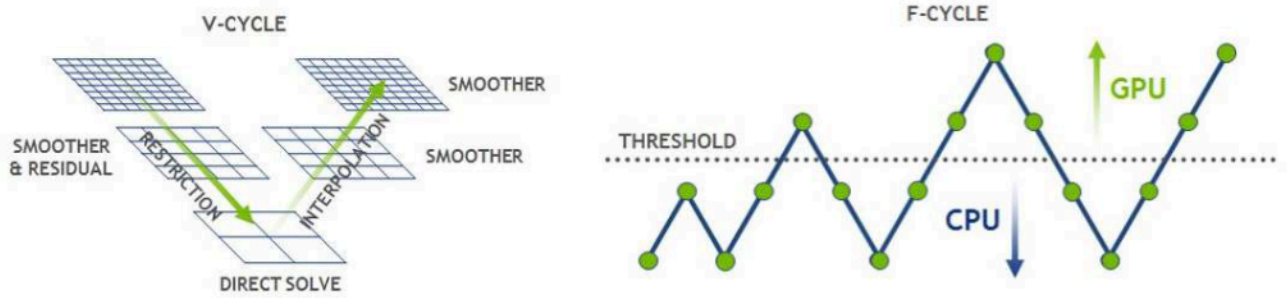 V-CYCLE
SMOOTHER
SMOOTHER
& RESIDUAL
RESTRICTION
INTERPOLATION
SMOOTHER
DIRECT SOLVE
F-CYCLE
GPU
THRESHOLD
CPU